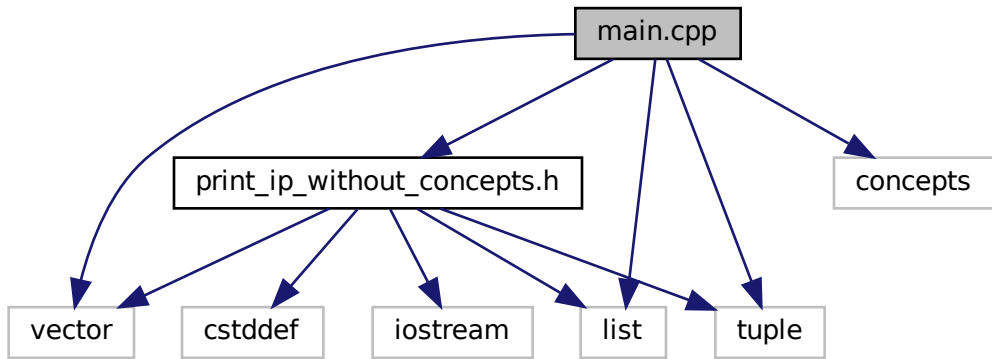 main.cpp
print_ip_without_concepts.h
concepts
vector
cstddef
iostream
list
tuple